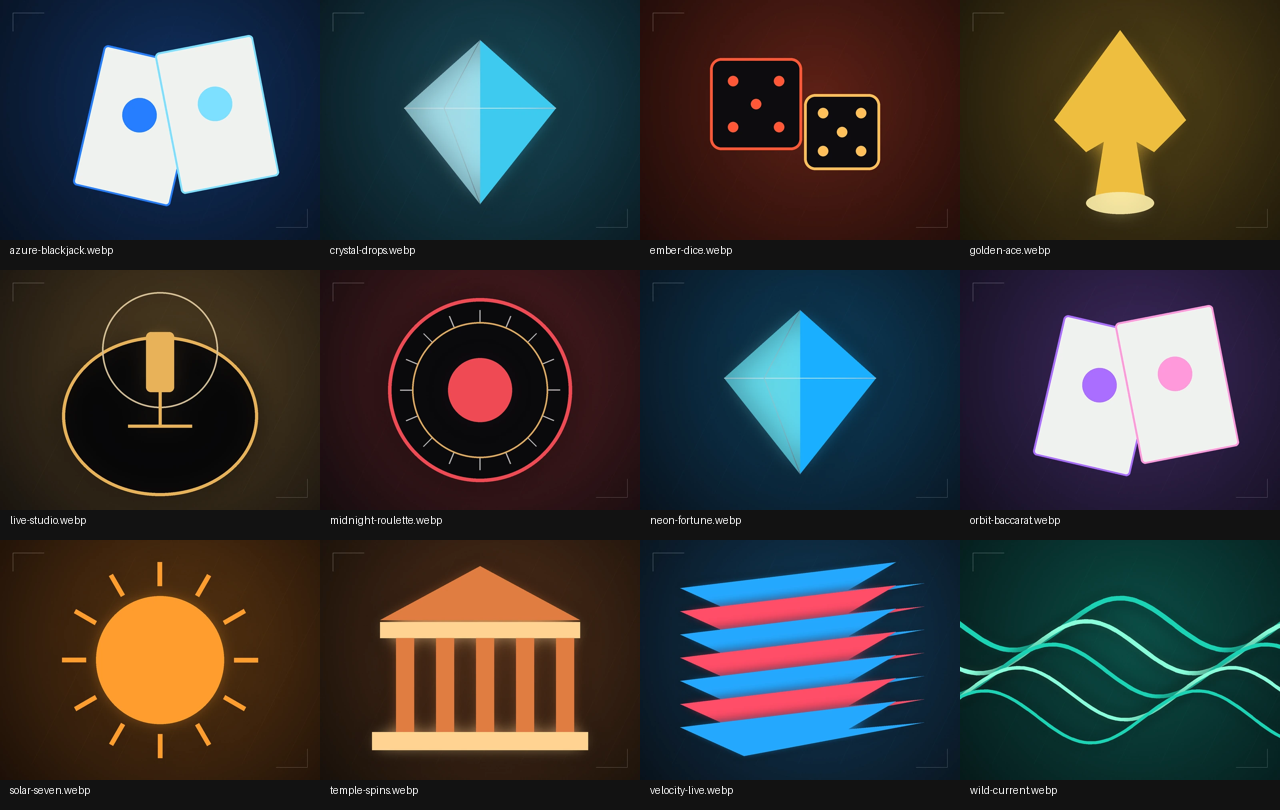 azure-blackjack.webp
crystal-drops.webp
ember-dice.webp
golden-ace.webp
live-studio.webp
midnight-roulette.webp
neon-fortune.webp
orbit-baccarat.webp
solar-seven.webp
temple-spins.webp
velocity-live.webp
wild-current.webp